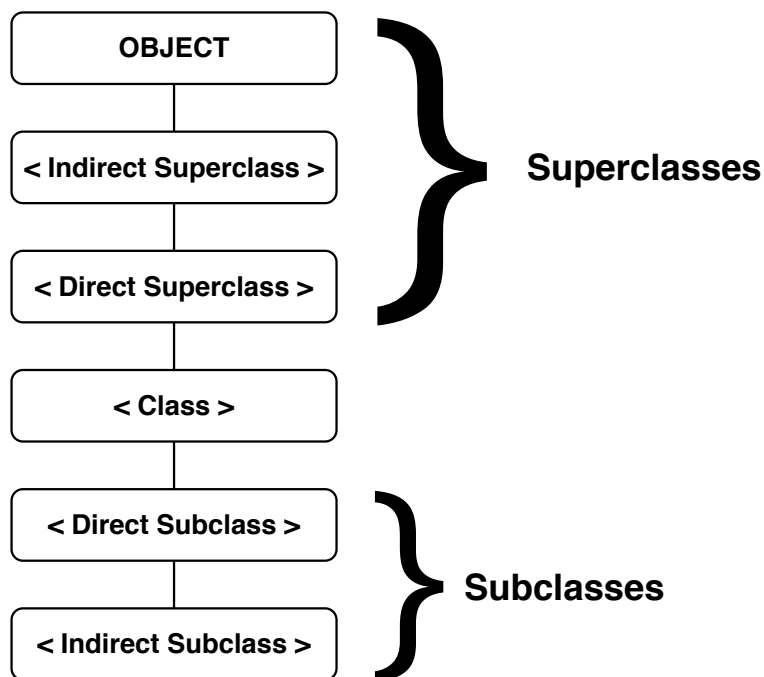 OBJECT
< Indirect Superclass >
Superclasses
< Direct Superclass >
< Class >
< Direct Subclass >
Subclasses
< Indirect Subclass >